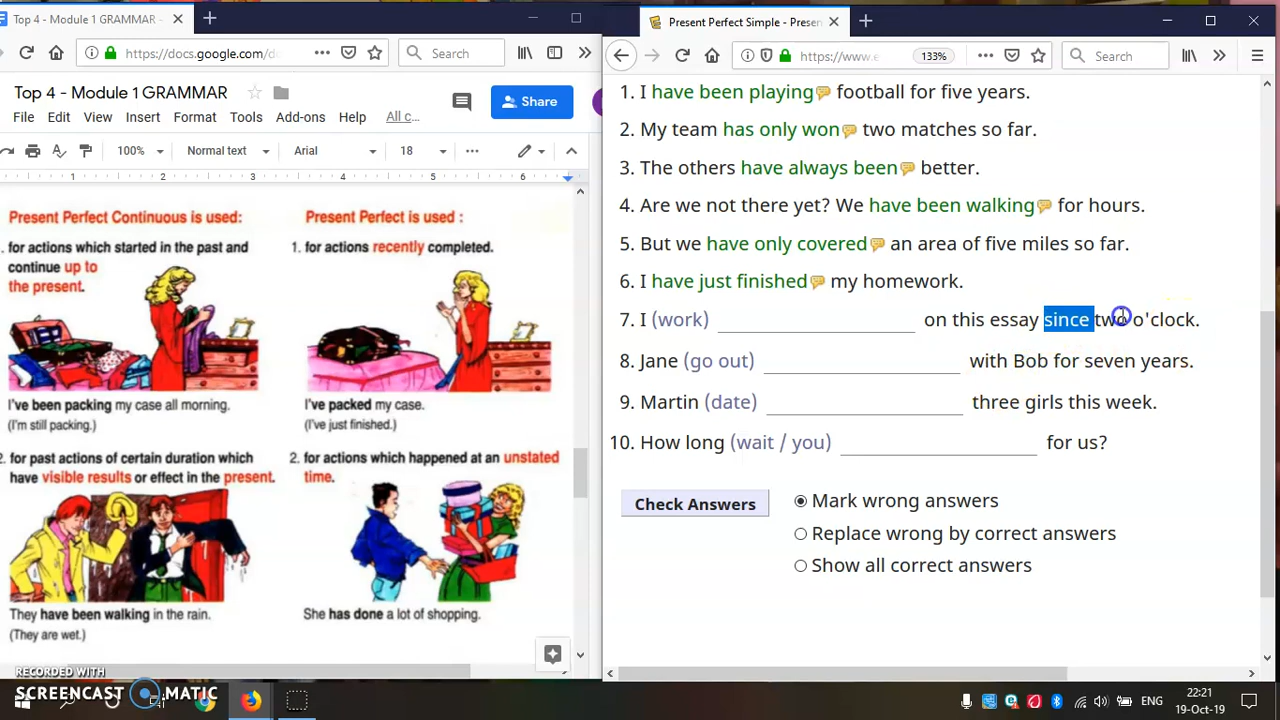 Top 4 - Module 1 GRAMMAR -
https://docs.google.com/d
Search
Top 4 - Module 1 GRAMMAR
Share
File Edit View Insert Format Tools Add-ons Help All c...
100% Normal text Arial 18
1 2 3 4 5 6
Present Perfect Continuous is used:
. for actions which started in the past and
continue up to
the present.
I've been packing my case all morning.
(I'm still packing.)
2. for past actions of certain duration which
have visible results or effect in the present.
They have been walking in the rain.
(They are wet.)
Present Perfect is used :
1. for actions recently completed.
I've packed my case.
(I've just finished.)
2. for actions which happened at an unstated
time.
She has done a lot of shopping.
RECORDED WITH
SCREENCAST MATIC
Present Perfect Simple - Presen
https://www.e
133%
Search
1. I have been playing football for five years.
2. My team has only won two matches so far.
3. The others have always been better.
4. Are we not there yet? We have been walking for hours.
5. But we have only covered an area of five miles so far.
6. I have just finished my homework.
7. I (work) on this essay since two o'clock.
8. Jane (go out) with Bob for seven years.
9. Martin (date) three girls this week.
10. How long (wait / you) for us?
Check Answers
Mark wrong answers
Replace wrong by correct answers
Show all correct answers
ENG
22:21
19-Oct-19